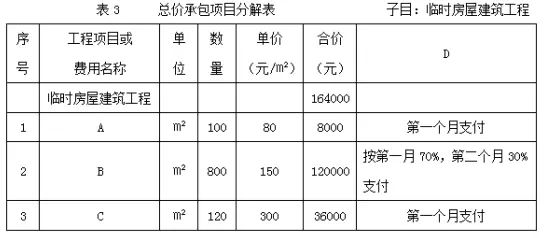 表 3 总价承包项目分解表 子目：临时房屋建筑工程
序号 工程项目或费用名称 单位 数量 单价（元/m²） 合价（元） D
临时房屋建筑工程 164000
1 A m² 100 80 8000 第一个月支付
2 B m² 800 150 120000 按第一月 70%，第二个月 30%支付
3 C m² 120 300 36000 第一个月支付